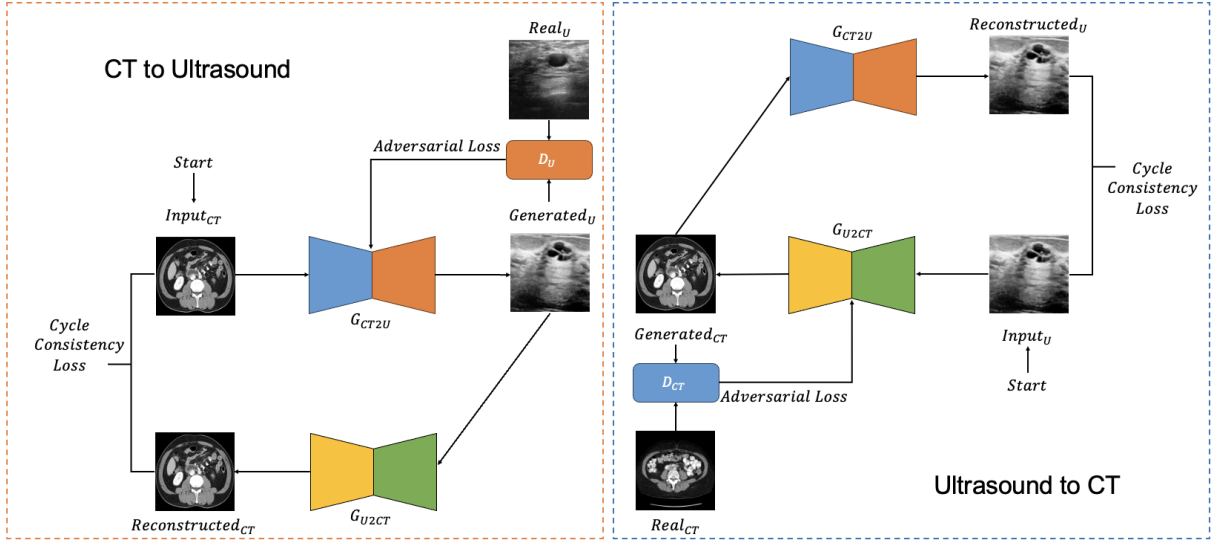 CT to Ultrasound
Real_U
Adversarial Loss
D_U
Start
Input_CT
Generated_U
G_CT2U
Cycle
Consistency
Loss
Reconstructed_CT
G_U2CT
G_CT2U
Reconstructed_U
Cycle
Consistency
Loss
G_U2CT
Generated_CT
Input_U
D_CT
Adversarial Loss
Start
Real_CT
Ultrasound to CT